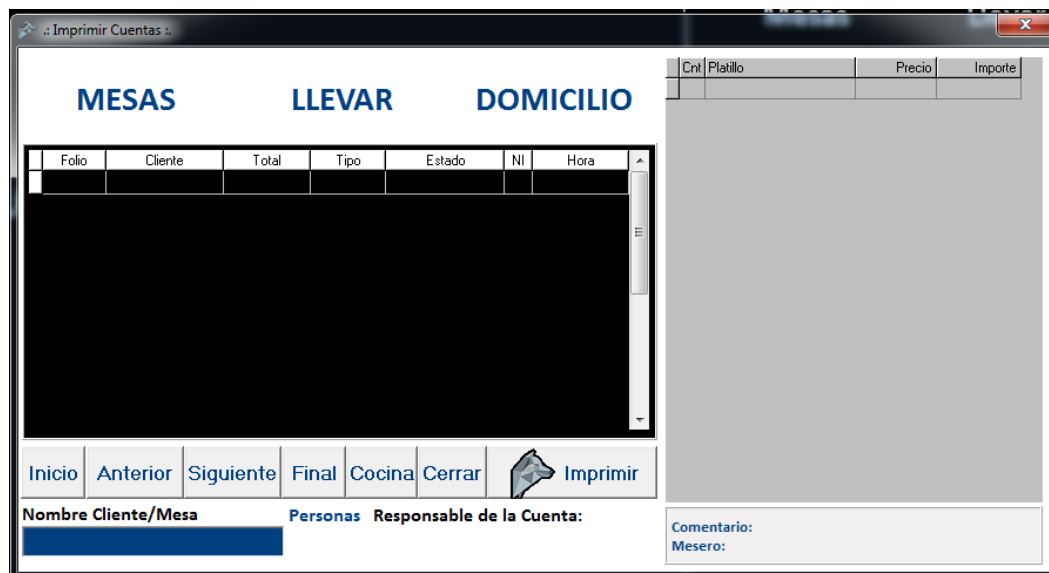 .: Imprimir Cuentas :.
MESAS LLEVAR DOMICILIO
Folio Cliente Total Tipo Estado NI Hora
Inicio Anterior Siguiente Final Cocina Cerrar Imprimir
Nombre Cliente/Mesa Personas Responsable de la Cuenta:
Cnt Platillo Precio Importe
Comentario:
Mesero: